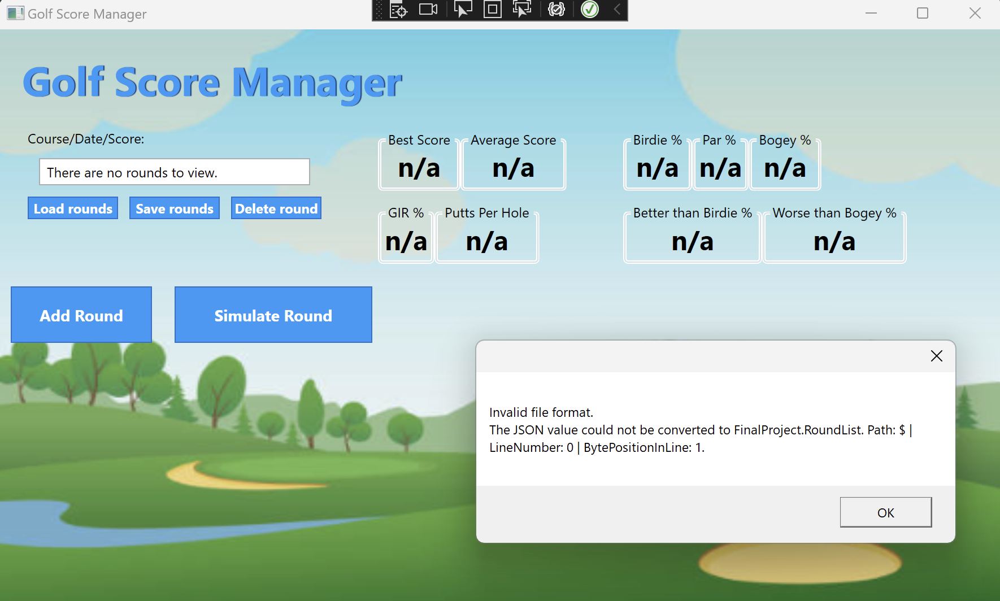 Golf Score Manager
Golf Score Manager
Course/Date/Score:
There are no rounds to view.
Load rounds
Save rounds
Delete round
Best Score
n/a
Average Score
n/a
Birdie %
n/a
Par %
n/a
Bogey %
n/a
GIR %
n/a
Putts Per Hole
n/a
Better than Birdie %
n/a
Worse than Bogey %
n/a
Add Round
Simulate Round
Invalid file format.
The JSON value could not be converted to FinalProject.RoundList. Path: $ |
LineNumber: 0 | BytePositionInLine: 1.
OK